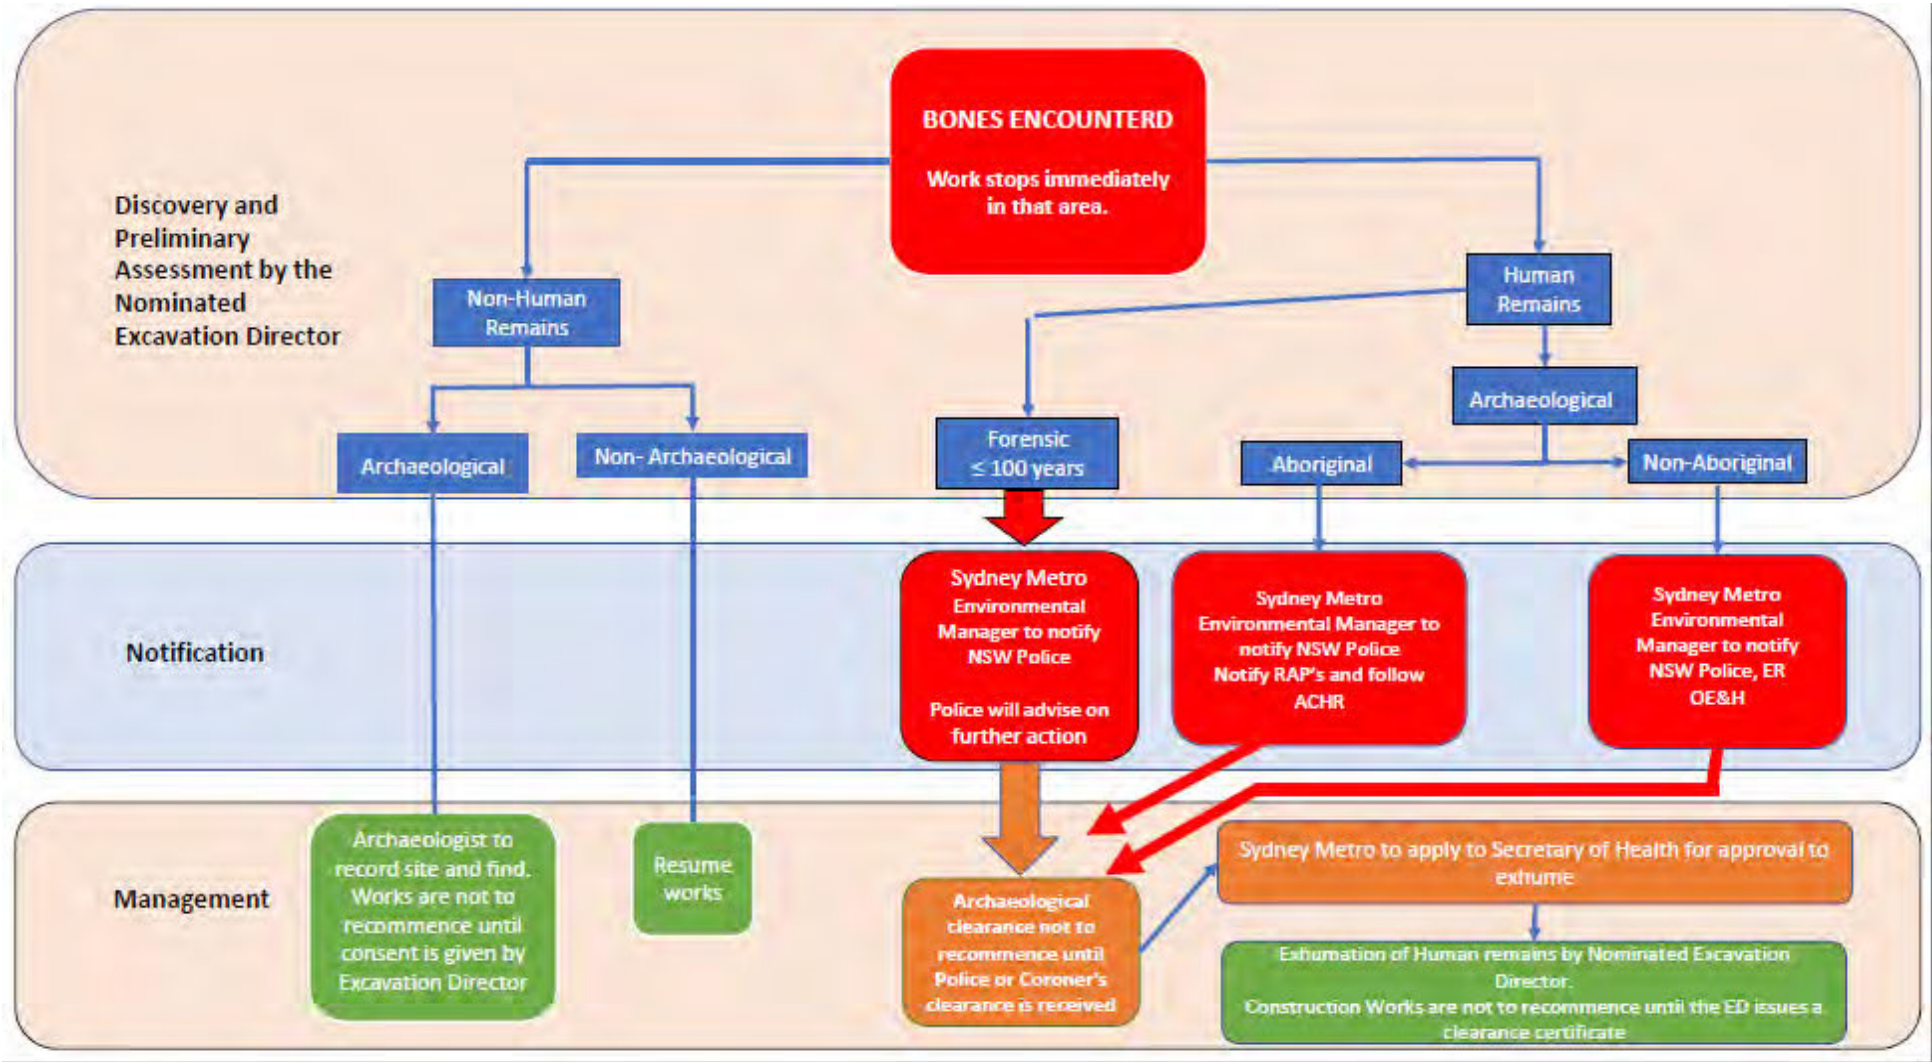 BONES ENCOUNTERD
Work stops immediately
in that area.
Discovery and
Preliminary
Assessment by the
Nominated
Excavation Director
Non-Human
Remains
Human
Remains
Archaeological
Archaeological
Non- Archaeological
Forensic
≤ 100 years
Aboriginal
Non-Aboriginal
Notification
Sydney Metro
Environmental
Manager to notify
NSW Police
Police will advise on
further action
Sydney Metro
Environmental Manager to
notify NSW Police
Notify RAP's and follow
ACHR
Sydney Metro
Environmental
Manager to notify
NSW Police, ER
OE&H
Management
Archaeologist to
record site and find.
Works are not to
recommence until
consent is given by
Excavation Director
Resume
works
Archaeological
clearance not to
recommence until
Police or Coroner's
clearance is received
Sydney Metro to apply to Secretary of Health for approval to
exhume
Exhumation of Human remains by Nominated Excavation
Director.
Construction Works are not to recommence until the ED issues a
clearance certificate